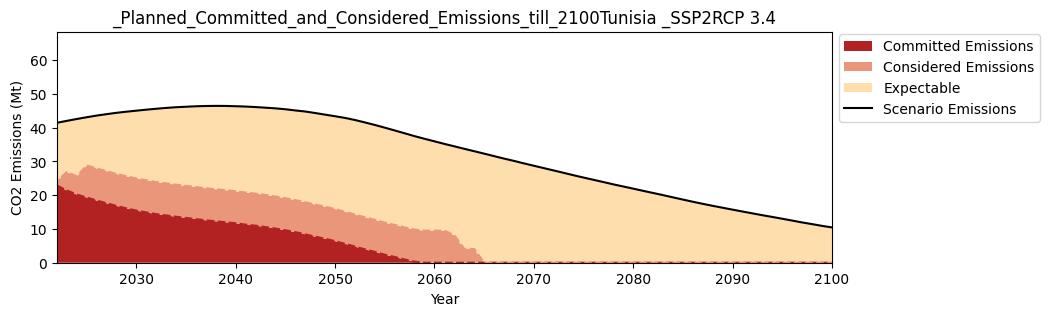 _Planned_Committed_and_Considered_Emissions_till_2100Tunisia _SSP2RCP 3.4
Committed Emissions
Considered Emissions
Expectable
Scenario Emissions
CO2 Emissions (Mt)
60
50
40
30
20
10
0
2030 2040 2050 2060 2070 2080 2090 2100
Year